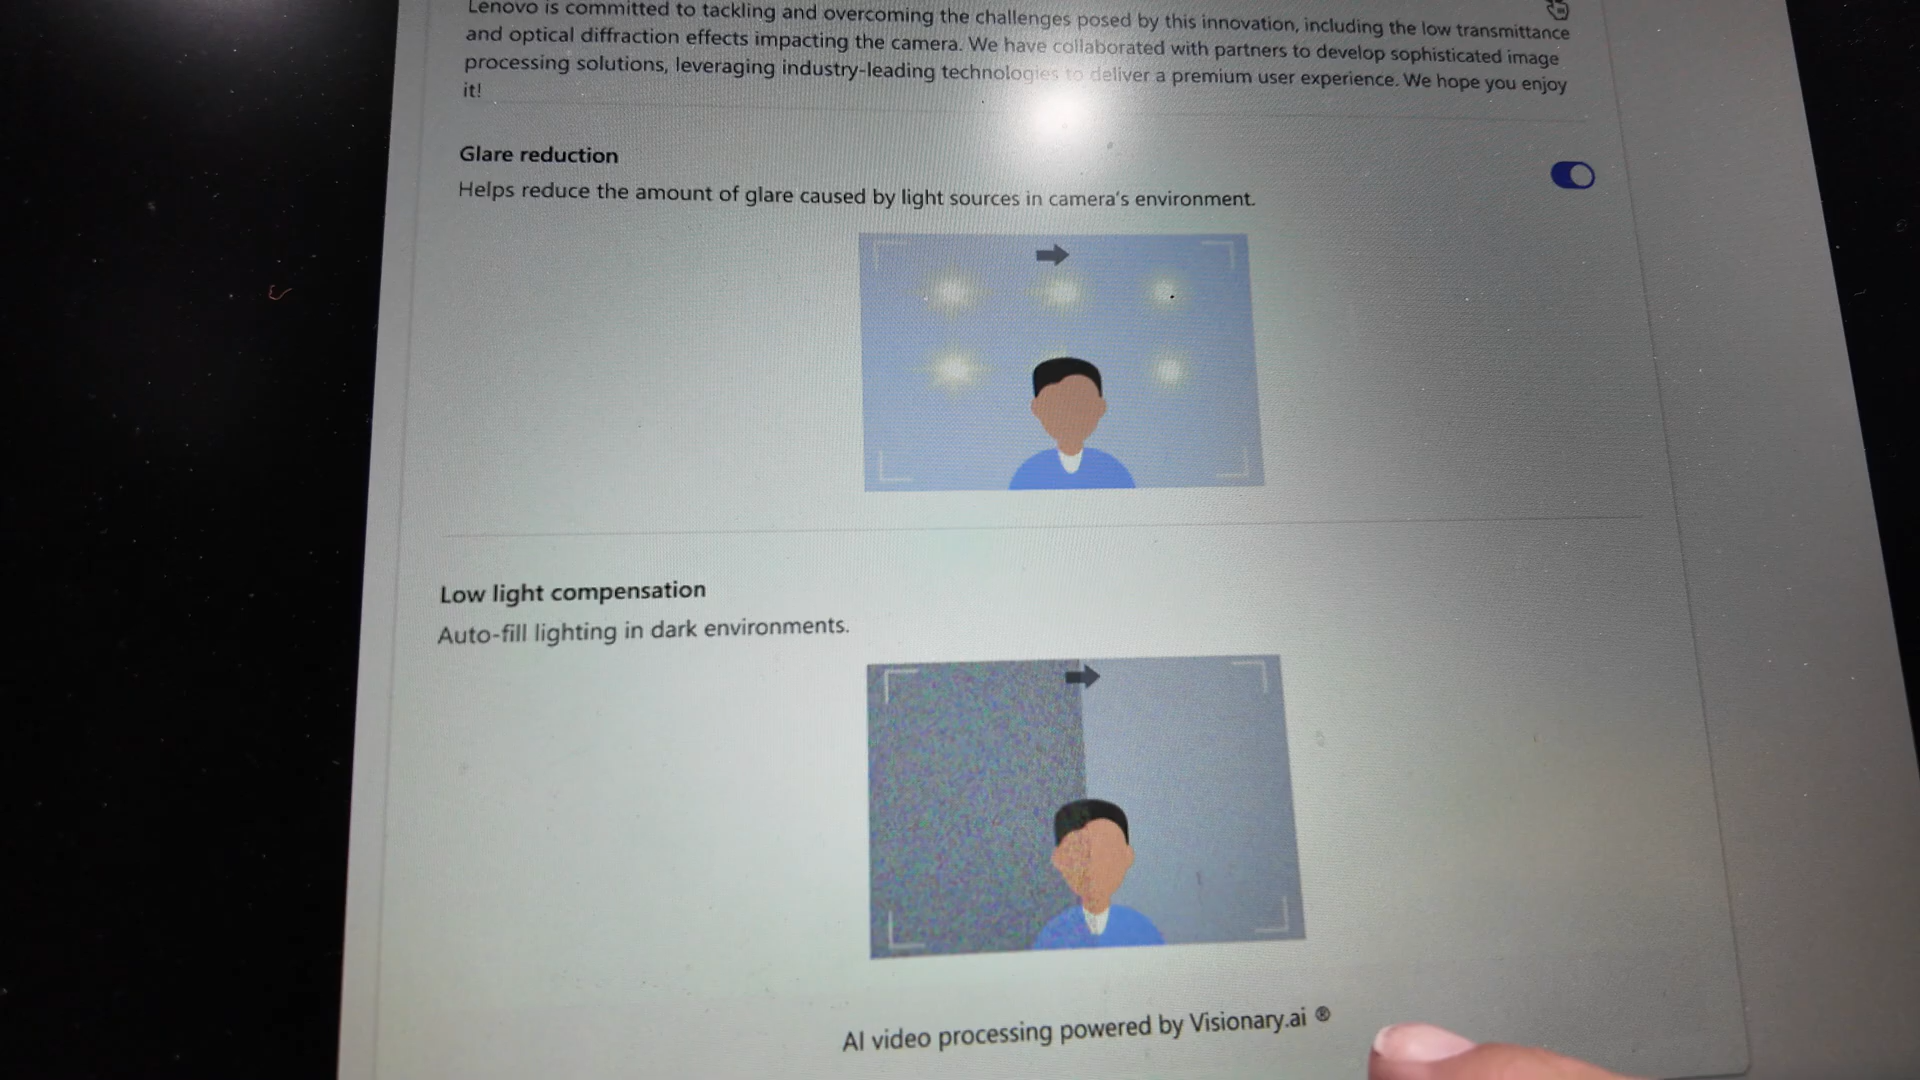 Lenovo is committed to tackling and overcoming the challenges posed by this innovation, including the low transmittance
and optical diffraction effects impacting the camera. We have collaborated with partners to develop sophisticated image
processing solutions, leveraging industry-leading technologies to deliver a premium user experience. We hope you enjoy
it!
Glare reduction
Helps reduce the amount of glare caused by light sources in camera's environment.
Low light compensation
Auto-fill lighting in dark environments.
AI video processing powered by Visionary.ai ®